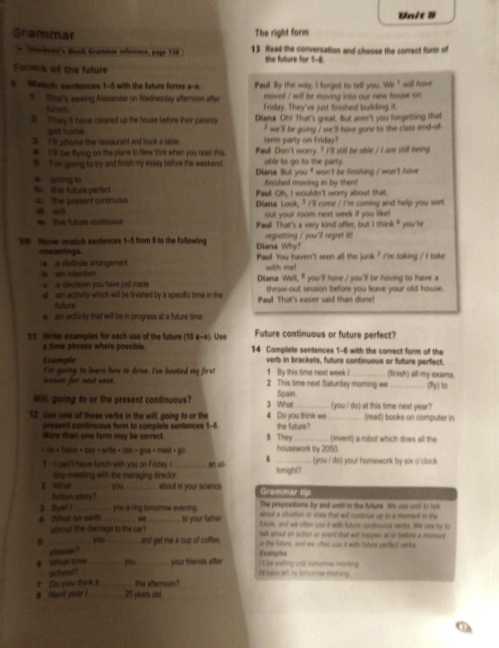 Unit 8
Grammar
Student's Book Grammar reference, page 118
Forms of the future
9 Match sentences 1–5 with the future forms a–e.
1 She's seeing Alexander on Wednesday afternoon after
lunch.
2 They'll have cleared up the house before their parents
get home.
3 I'll phone the restaurant and book a table.
4 I'll be flying on the plane to New York when you read this.
5 I'm going to try and finish my essay before the weekend.
a going to
b the future perfect
c the present continuous
d will
e the future continuous
10 Now match sentences 1–5 from 9 to the following
meanings.
a a definite arrangement
b an intention
c a decision you have just made
d an activity which will be finished by a specific time in the
future
e an activity that will be in progress at a future time
11 Write examples for each use of the future (10 a–e). Use
a time phrase where possible.
Example
I'm going to learn how to drive. I've booked my first
lesson for next week.
Will, going to or the present continuous?
12 Use one of these verbs in the will, going to or the
present continuous form to complete sentences 1–8.
More than one form may be correct.
• be • have • say • write • rain • give • meet • go
1 I can't have lunch with you on Friday. I ............ an all-
day meeting with the managing director.
2 What ............ you ............ about in your science
fiction story?
3 Bye! I ............ you a ring tomorrow evening.
4 What on earth ............ we ............ to your father
about the damage to the car?
5 ............ you ............ and get me a cup of coffee,
please?
6 What time ............ you ............ your friends after
school?
7 Do you think it ............ this afternoon?
8 Next year I ............ 21 years old.
The right form
13 Read the conversation and choose the correct form of
the future for 1–8.
Paul By the way, I forgot to tell you. We 1 will have
moved / will be moving into our new house on
Friday. They've just finished building it.
Diana Oh! That's great. But aren't you forgetting that
2 we'll be going / we'll have gone to the class end-of-
term party on Friday?
Paul Don't worry. 3 I'll still be able / I am still being
able to go to the party.
Diana But you 4 won't be finishing / won't have
finished moving in by then!
Paul Oh, I wouldn't worry about that.
Diana Look, 5 I'll come / I'm coming and help you sort
out your room next week if you like!
Paul That's a very kind offer, but I think 6 you're
regretting / you'll regret it!
Diana Why?
Paul You haven't seen all the junk 7 I'm taking / I take
with me!
Diana Well, 8 you'll have / you'll be having to have a
throw-out session before you leave your old house.
Paul That's easier said than done!
Future continuous or future perfect?
14 Complete sentences 1–6 with the correct form of the
verb in brackets, future continuous or future perfect.
1 By this time next week I ............ (finish) all my exams.
2 This time next Saturday morning we ............ (fly) to
Spain.
3 What ............ (you / do) at this time next year?
4 Do you think we ............ (read) books on computer in
the future?
5 They ............ (invent) a robot which does all the
housework by 2050.
6 ............ (you / do) your homework by six o'clock
tonight?
Grammar tip
The prepositions by and until in the future We use until to talk
about a situation or state that will continue up to a moment in the
future, and we often use it with future continuous verbs. We use by to
talk about an action or event that will happen at or before a moment
in the future, and we often use it with future perfect verbs.
Examples
I'll be waiting until tomorrow morning.
I'll have left by tomorrow morning.